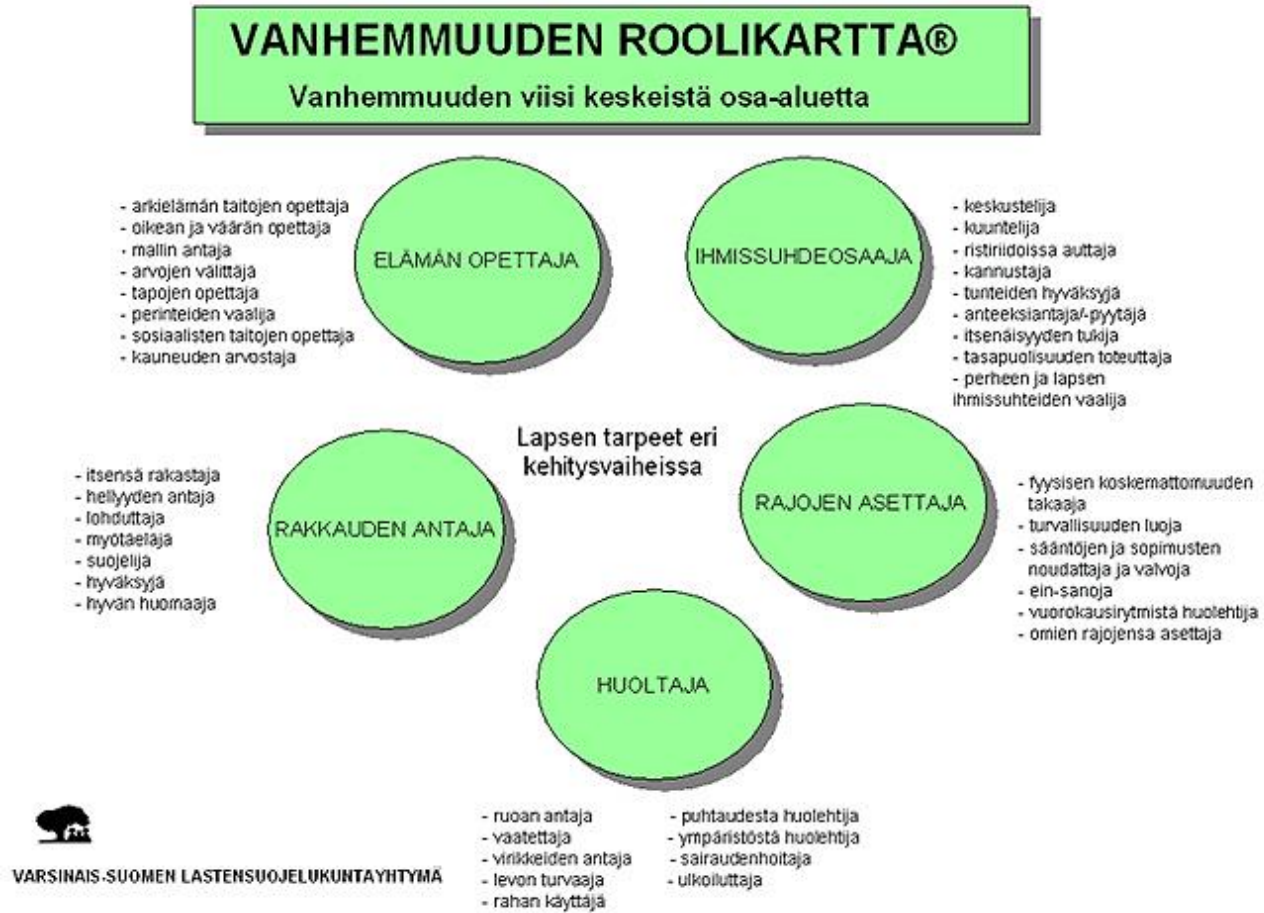 VANHEMMUUDEN ROOLIKARTTA®
Vanhemmuuden viisi keskeistä osa-aluetta
- arkielämän taitojen opettaja
- oikean ja väärän opettaja
- mallin antaja
- arvojen välittäjä
- tapojen opettaja
- perinteiden vaalija
- sosiaalisten taitojen opettaja
- kauneuden arvostaja
ELÄMÄN OPETTAJA
IHMISSUHDEOSAAJA
- keskustelija
- kuuntelija
- ristiriidoissa auttaja
- kannustaja
- tunteiden hyväksyjä
- anteeksiantaja/-pyytäjä
- itsenäisyyden tukija
- tasapuolisuuden toteuttaja
- perheen ja lapsen
ihmissuhteiden vaalija
Lapsen tarpeet eri
kehitysvaiheissa
- itsensä rakastaja
- hellyyden antaja
- lohduttaja
- myötäeläjä
- suojelija
- hyväksyjä
- hyvän huomaaja
RAKKAUDEN ANTAJA
RAJOJEN ASETTAJA
- fyysisen koskemattomuuden
takaaja
- turvallisuuden luoja
- sääntöjen ja sopimusten
noudattaja ja valvoja
- ein-sanoja
- vuorokausirytmistä huolehtija
- omien rajojensa asettaja
HUOLTAJA
- ruoan antaja
- vaatettaja
- virikkeiden antaja
- levon turvaaja
- rahan käyttäjä
- puhtaudesta huolehtija
- ympäristöstä huolehtija
- sairaudenhoitaja
- ulkoiluttaja
VARSINAIS-SUOMEN LASTENSUOJELUKUNTAYHTYMÄ